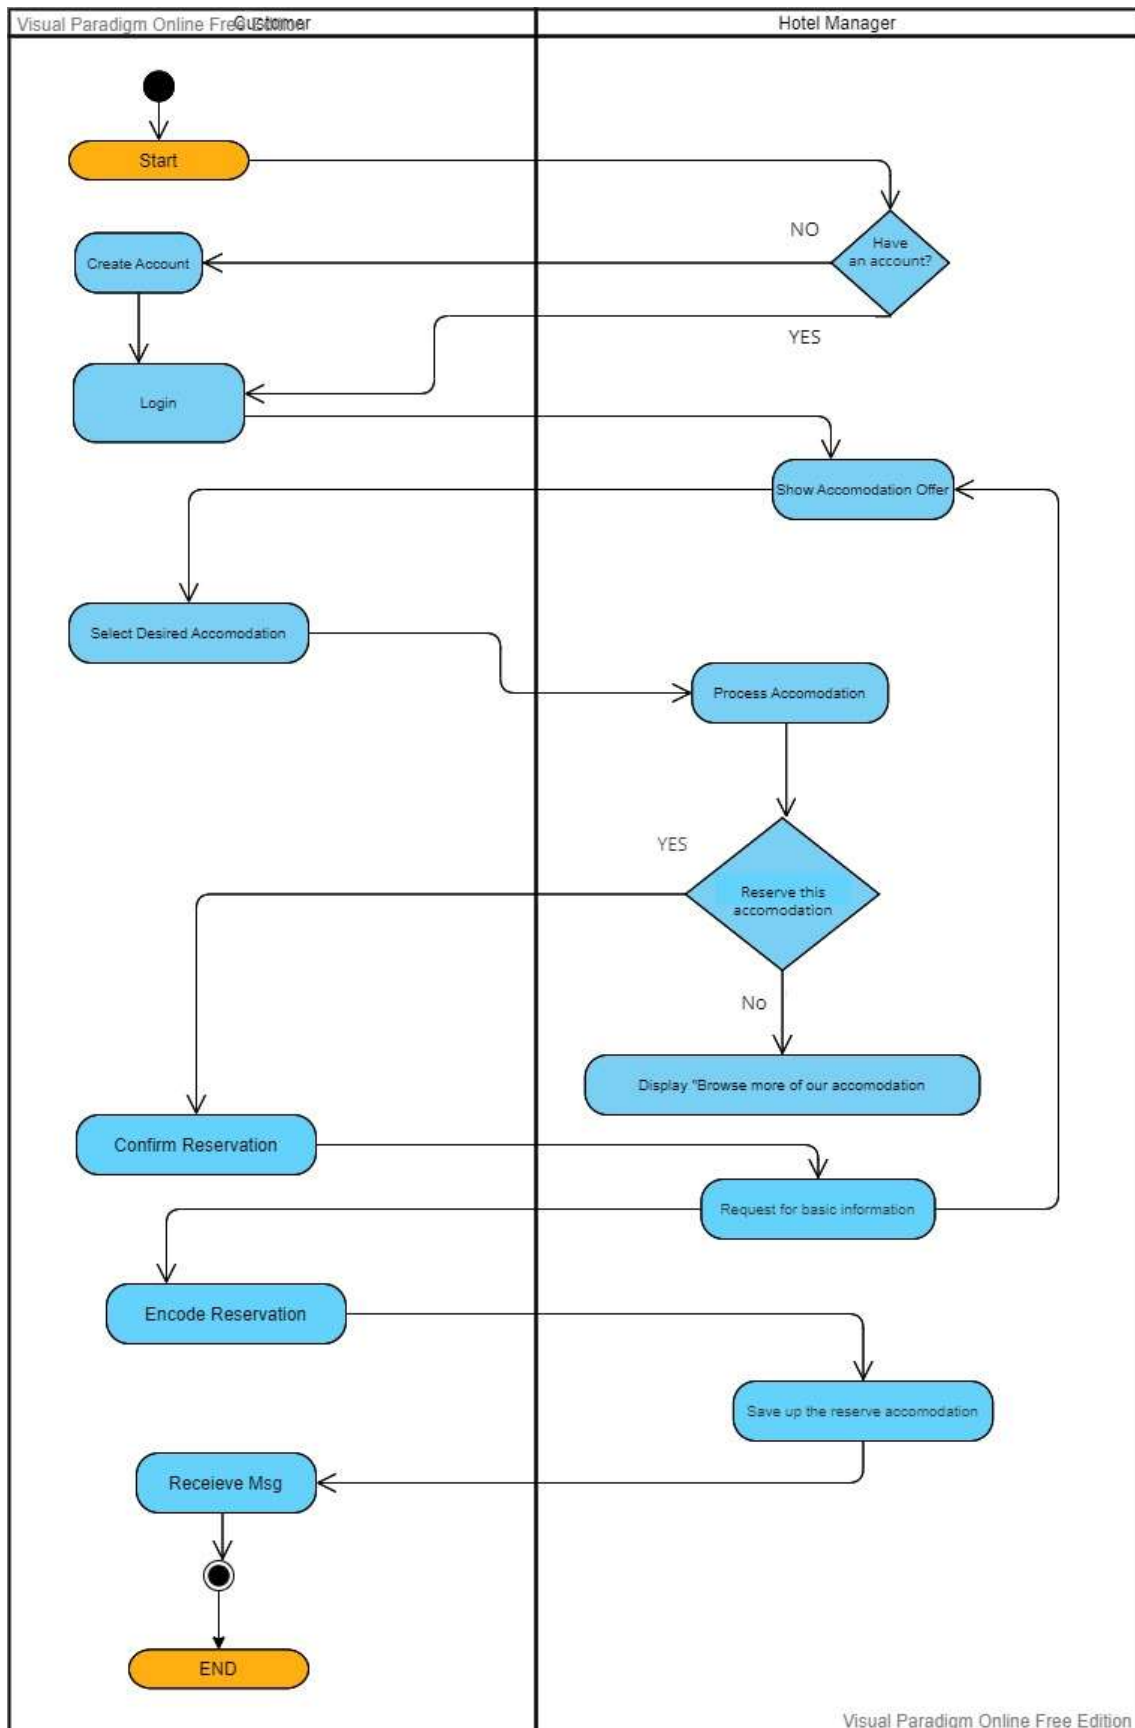 Visual Paradigm Online Free Edition
Customer
Hotel Manager
Start
NO
Have
an account?
Create Account
YES
Login
Show Accomodation Offer
Select Desired Accomodation
Process Accomodation
YES
Reserve this
accomodation
No
Display "Browse more of our accomodation
Confirm Reservation
Request for basic information
Encode Reservation
Save up the reserve accomodation
Receieve Msg
END
Visual Paradigm Online Free Edition